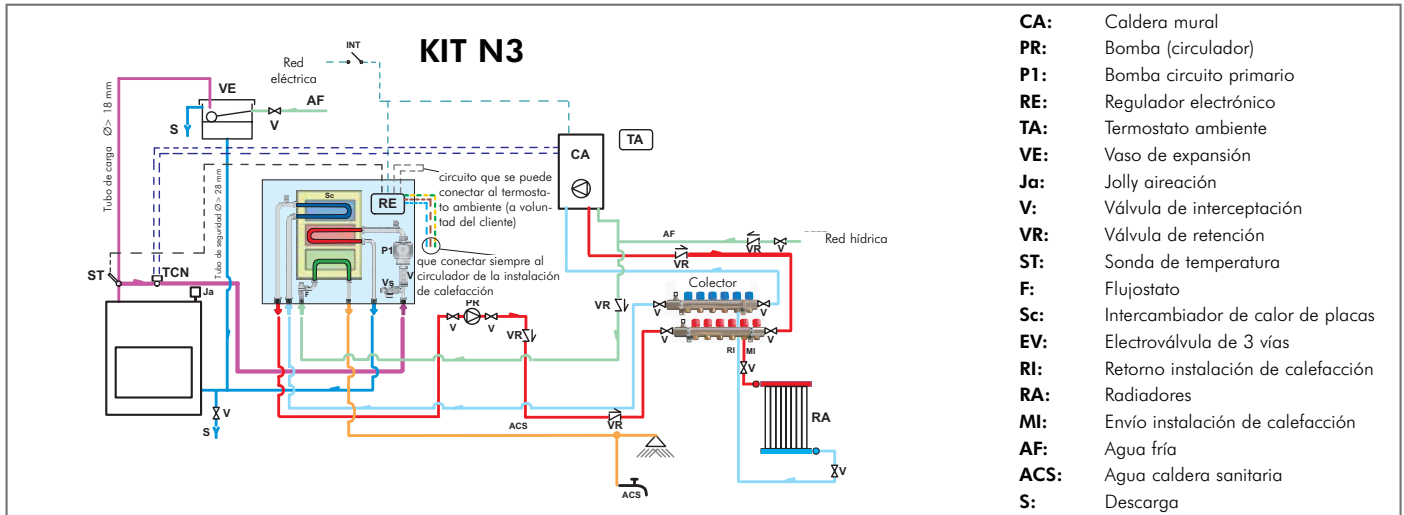 KIT N3
INT
Red
eléctrica
VE
AF
S
V
Tubo de carga Ø> 18 mm
Tubo de seguridad Ø> 28 mm
CA
TA
Sc
RE
circuito que se puede
conectar al termosta-
to ambiente (a volun-
tad del cliente)
P1
V
Vs
F
que conectar siempre al
circulador de la instalación
de calefacción
ST
TCN
Ja
AF
VR
V
Red hídrica
VR
VR
Colector
V
V
V
V
PR
V
V
VR
RI
MI
V
RA
V
V
S
ACS
VR
ACS
CA: Caldera mural
PR: Bomba (circulador)
P1: Bomba circuito primario
RE: Regulador electrónico
TA: Termostato ambiente
VE: Vaso de expansión
Ja: Jolly aireación
V: Válvula de interceptación
VR: Válvula de retención
ST: Sonda de temperatura
F: Flujostato
Sc: Intercambiador de calor de placas
EV: Electroválvula de 3 vías
RI: Retorno instalación de calefacción
RA: Radiadores
MI: Envío instalación de calefacción
AF: Agua fría
ACS: Agua caldera sanitaria
S: Descarga